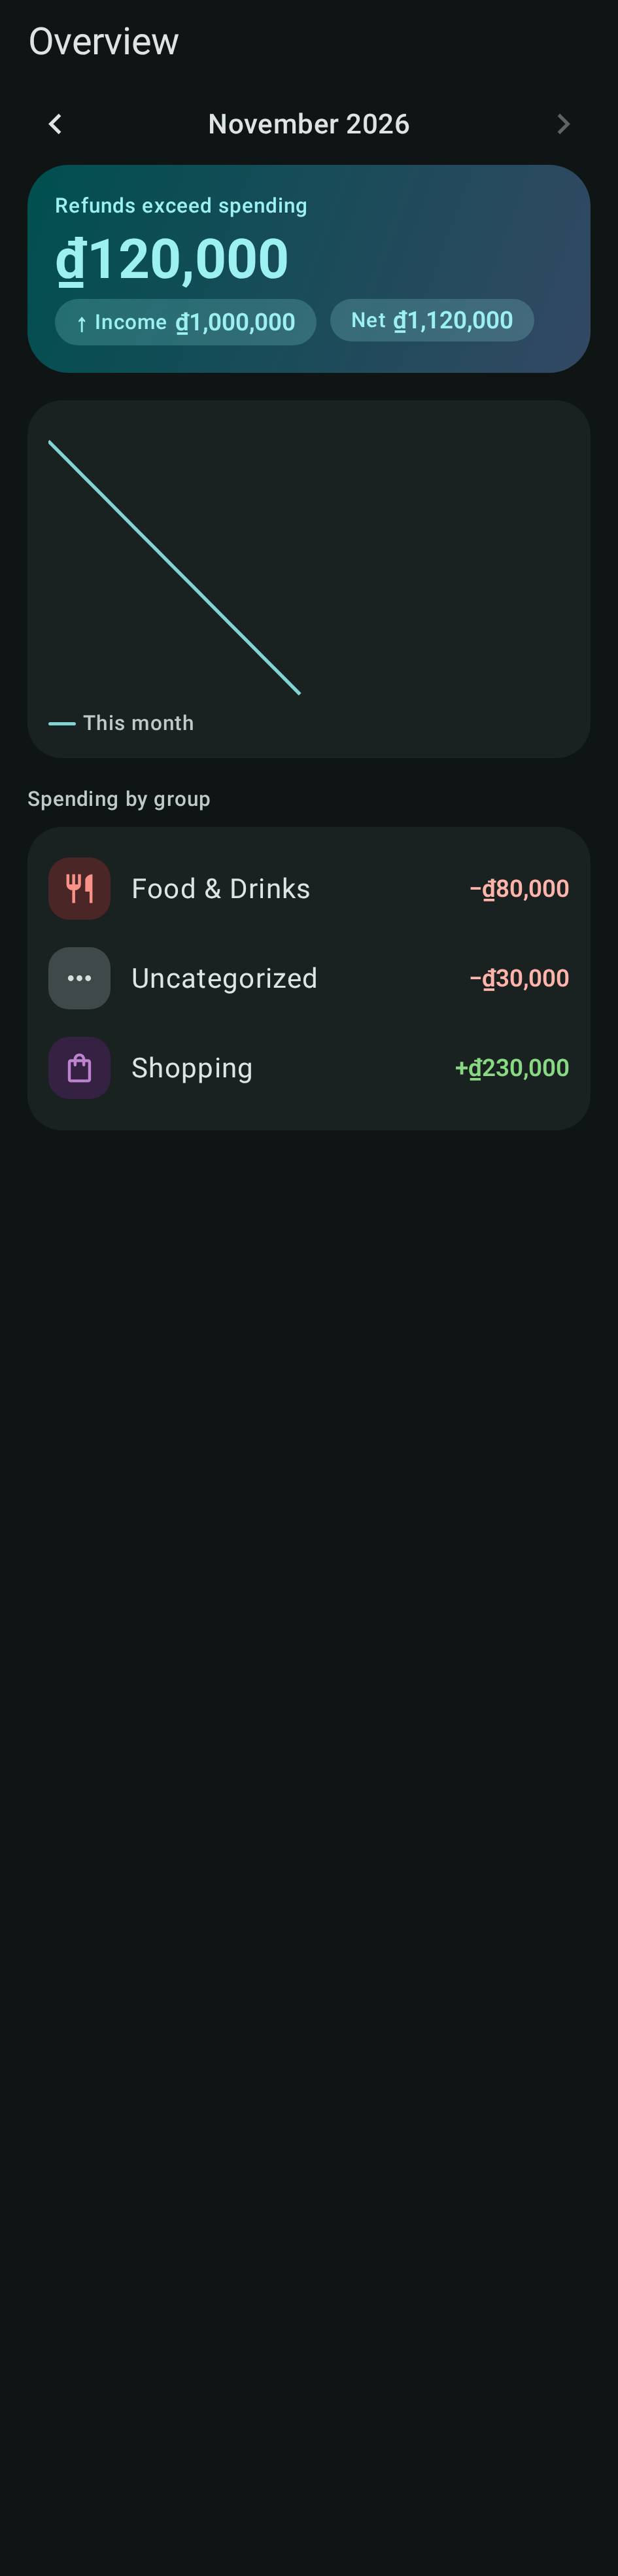 Overview
November 2026
Refunds exceed spending
₫120,000
↑ Income ₫1,000,000
Net ₫1,120,000
This month
Spending by group
Food & Drinks −₫80,000
Uncategorized −₫30,000
Shopping +₫230,000